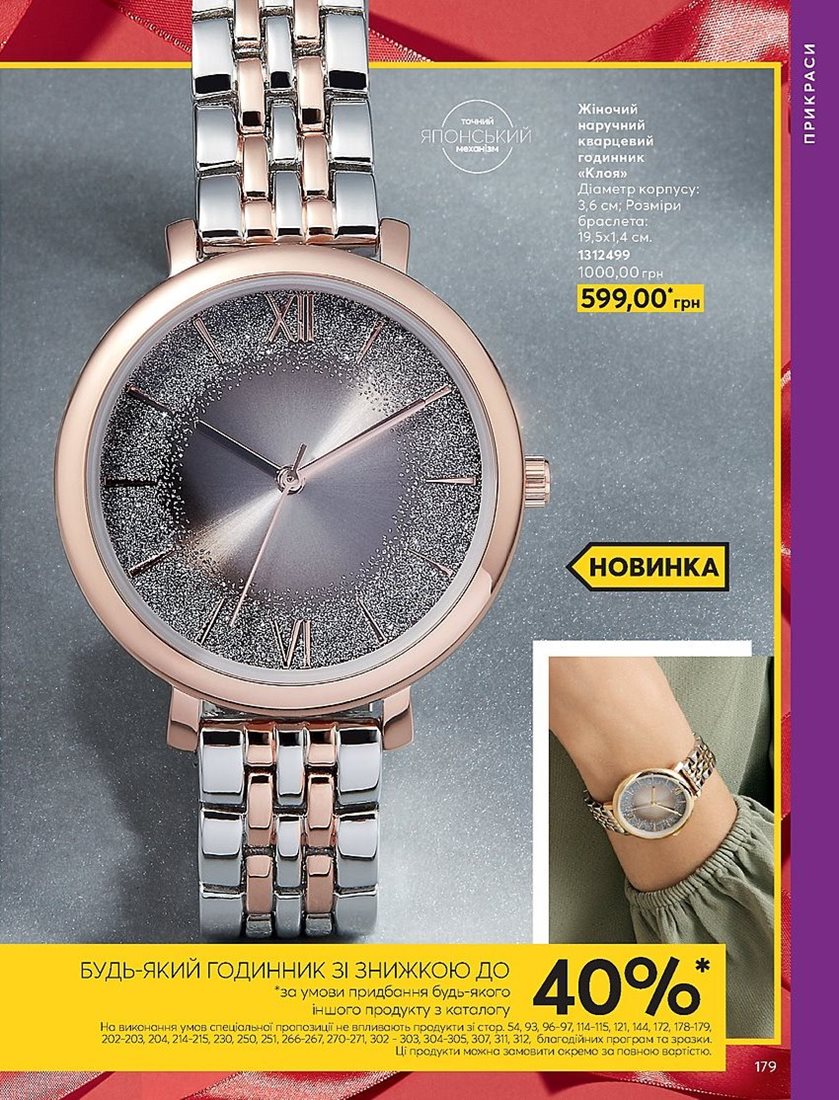 ПРИКРАСИ
точний
ЯПОНСЬКИЙ
механізм
Жіночий
наручний
кварцевий
годинник
«Клоя»
Діаметр корпусу:
3,6 см; Розміри
браслета:
19,5х1,4 см.
1312499
1000,00 грн
599,00* грн
XII
VI
НОВИНКА
БУДЬ-ЯКИЙ ГОДИННИК ЗІ ЗНИЖКОЮ ДО 40%*
*за умови придбання будь-якого
іншого продукту з каталогу
На виконання умов спеціальної пропозиції не впливають продукти зі стор. 54, 93, 96-97, 114-115, 121, 144, 172, 178-179,
202-203, 204, 214-215, 230, 250, 251, 266-267, 270-271, 302 - 303, 304-305, 307, 311, 312, благодійних програм та зразки.
Ці продукти можна замовити окремо за повною вартістю.
179